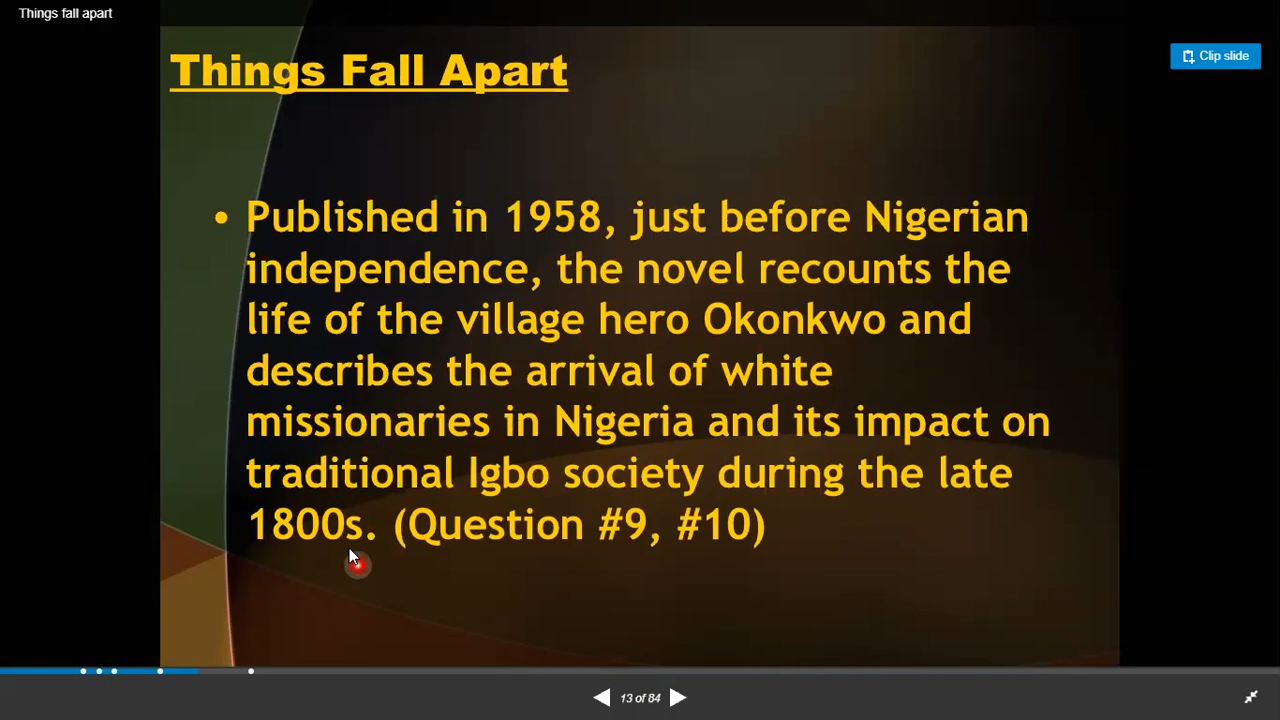 Things fall apart
Clip slide
Things Fall Apart
• Published in 1958, just before Nigerian
independence, the novel recounts the
life of the village hero Okonkwo and
describes the arrival of white
missionaries in Nigeria and its impact on
traditional Igbo society during the late
1800s. (Question #9, #10)
13 of 84